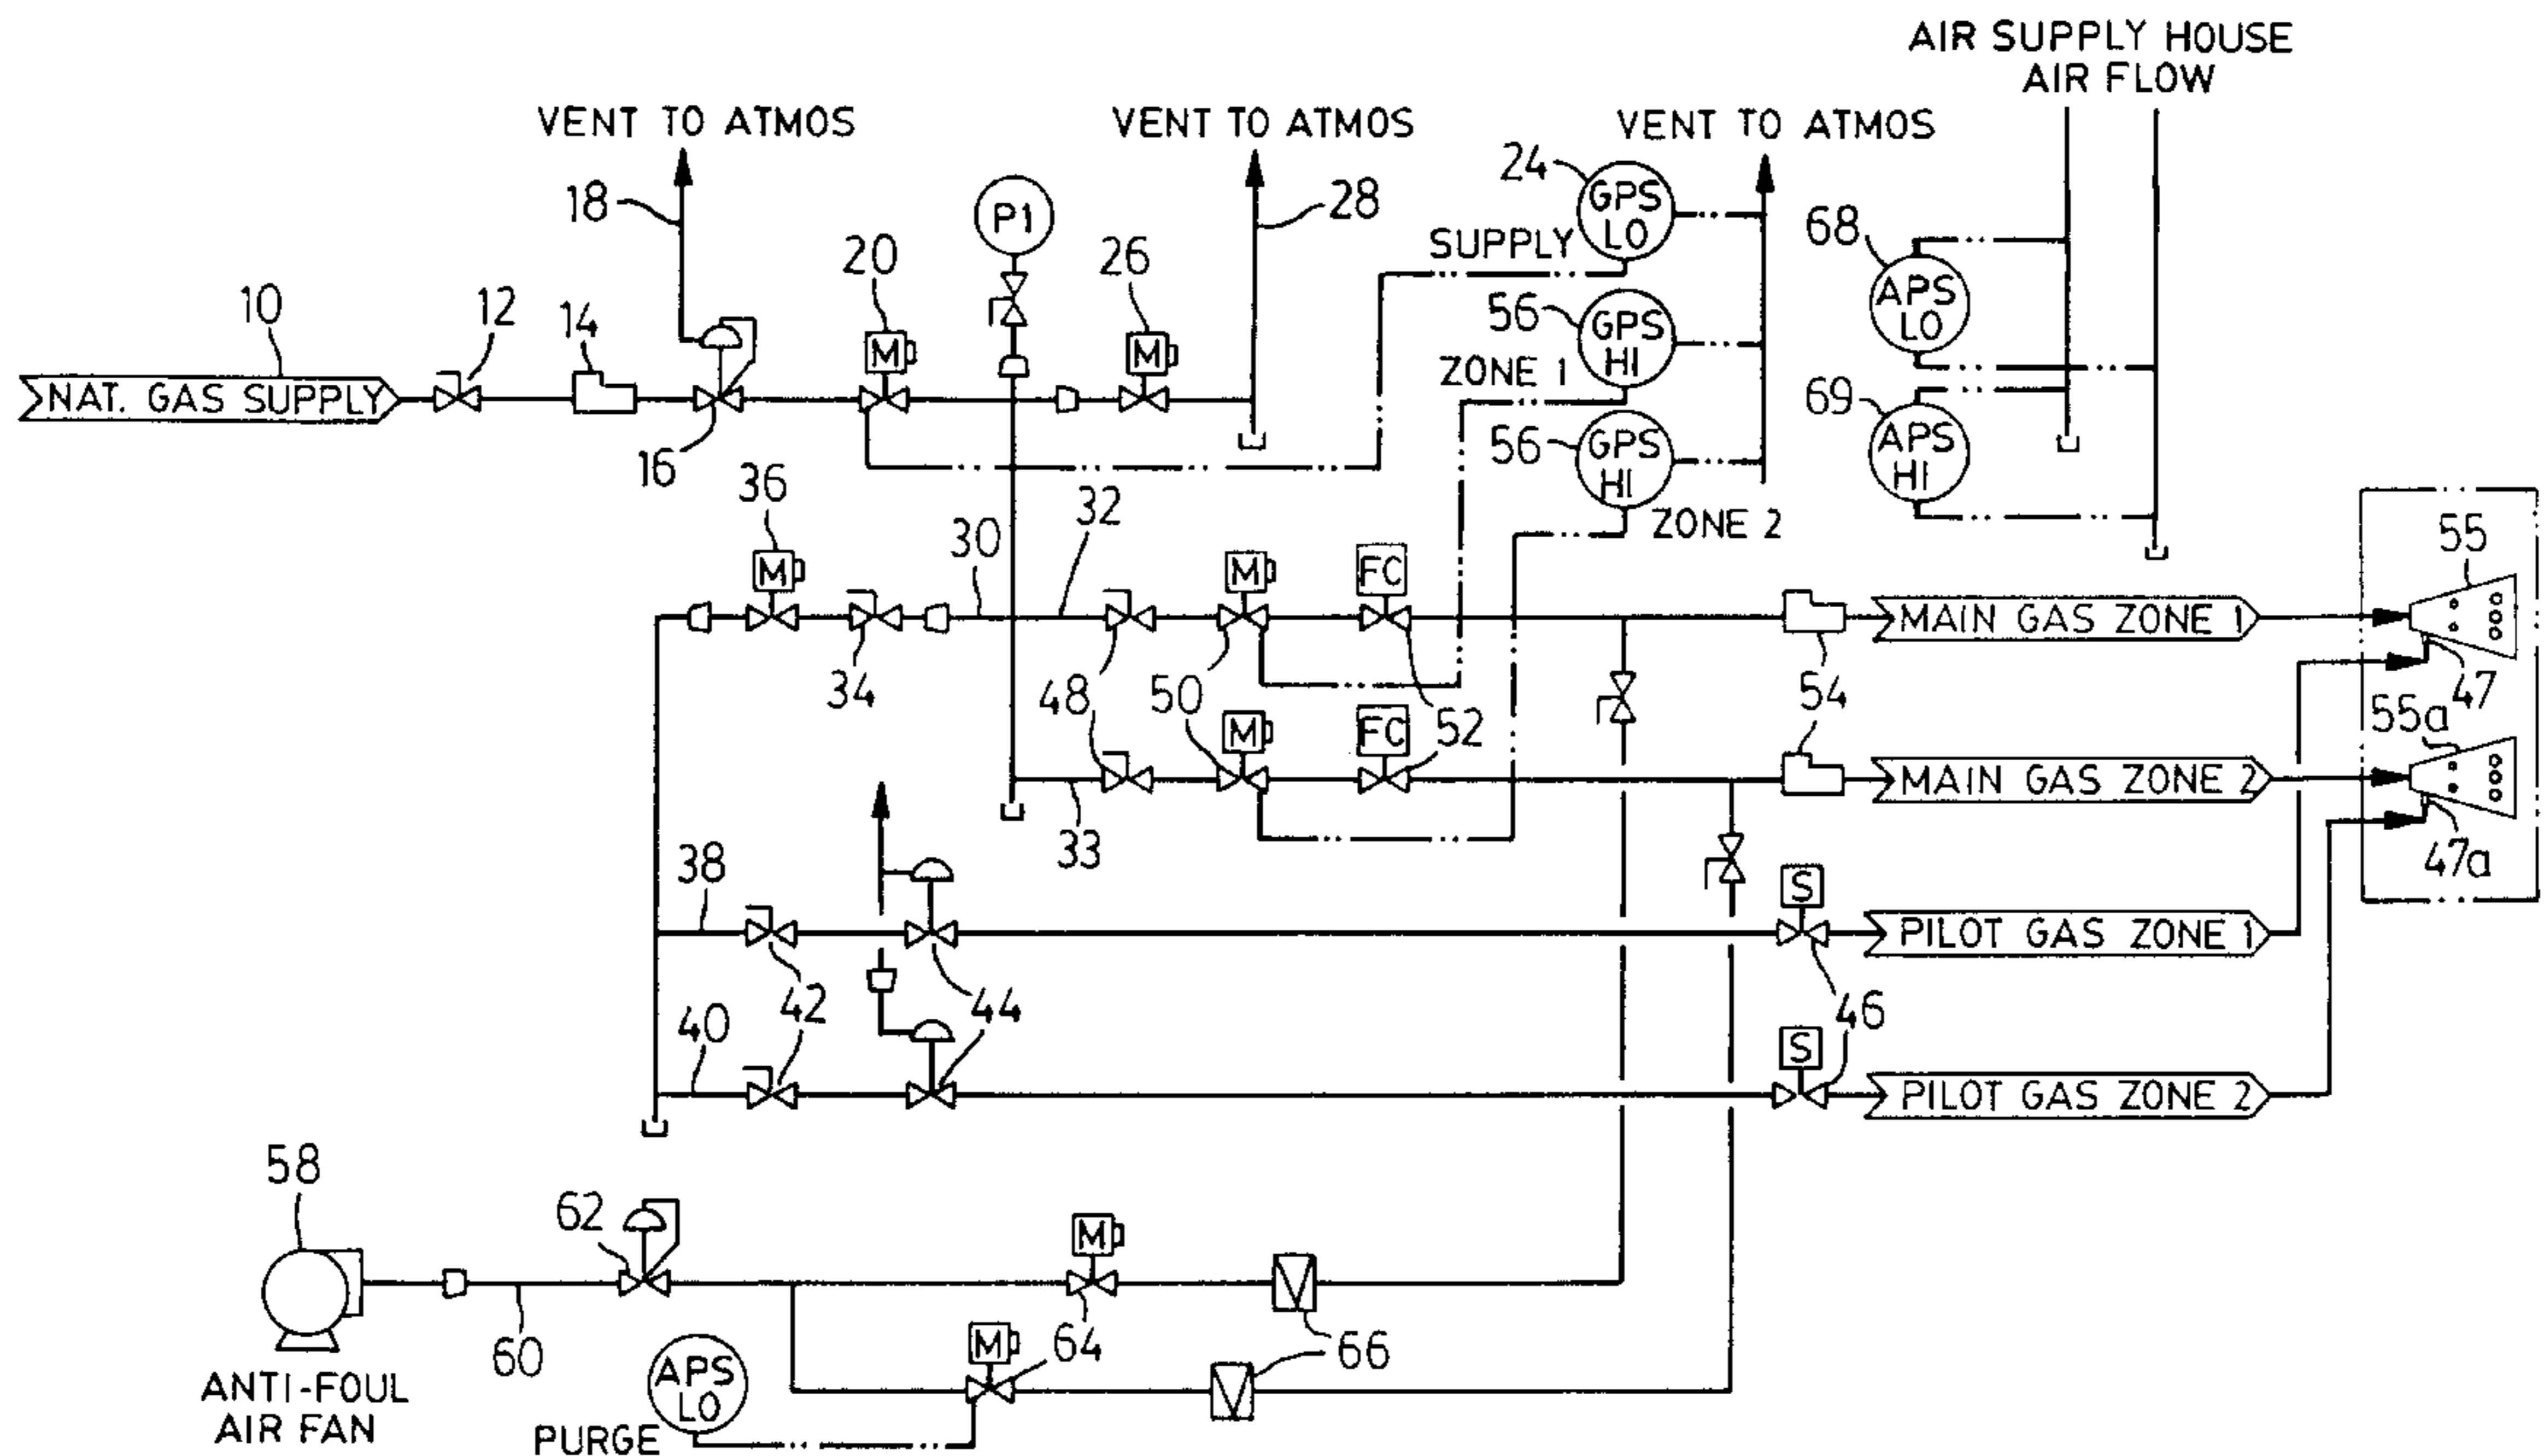 AIR SUPPLY HOUSE
AIR FLOW
VENT TO ATMOS
VENT TO ATMOS
VENT TO ATMOS
18
P1
28
24
GPS
LO
SUPPLY
68
APS
LO
10
12
14
20
M
26
M
56
GPS
HI
ZONE 1
NAT. GAS SUPPLY
16
56
GPS
HI
ZONE 2
69
APS
HI
36
M
30
32
M
FC
55
MAIN GAS ZONE 1
34
48
50
52
54
47
M
FC
55a
MAIN GAS ZONE 2
33
47a
38
S
PILOT GAS ZONE 1
42
44
46
40
S
PILOT GAS ZONE 2
58
62
M
60
64
66
M
APS
LO
ANTI-FOUL
AIR FAN
PURGE